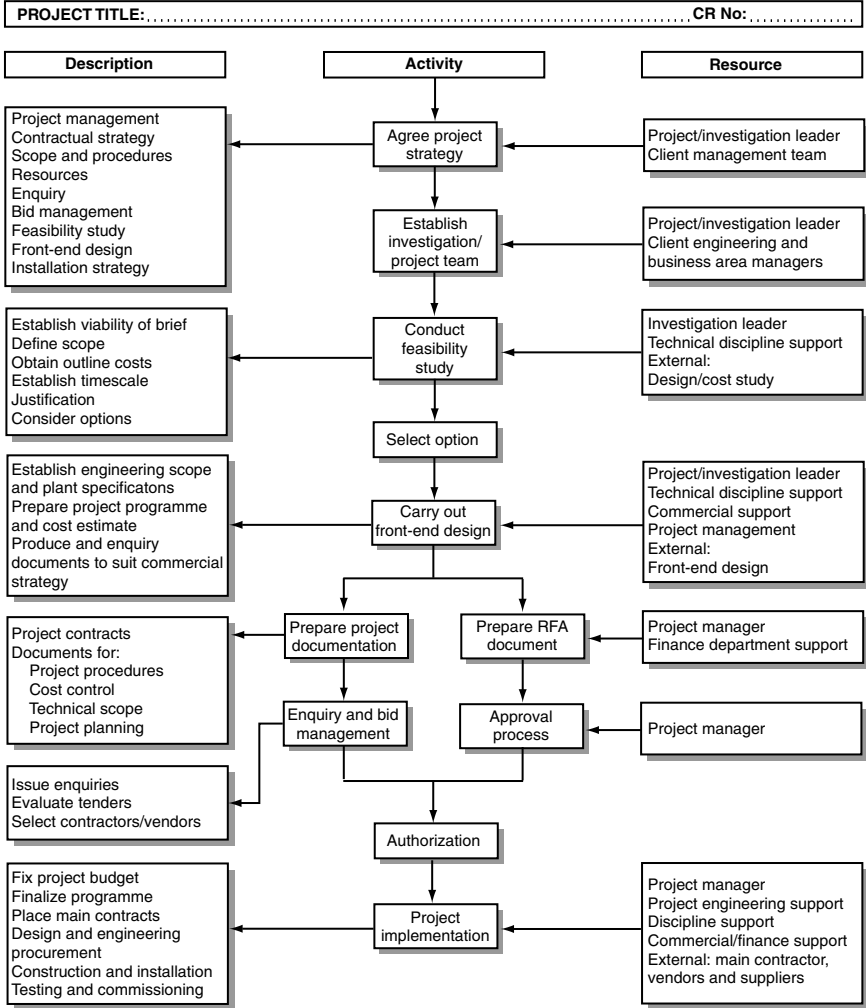 PROJECT TITLE: CR No:
Description Activity Resource
Project management
Contractual strategy
Scope and procedures
Resources
Enquiry
Bid management
Feasibility study
Front-end design
Installation strategy
Agree project
strategy
Project/investigation leader
Client management team
Establish
investigation/
project team
Project/investigation leader
Client engineering and
business area managers
Establish viability of brief
Define scope
Obtain outline costs
Establish timescale
Justification
Consider options
Conduct
feasibility
study
Investigation leader
Technical discipline support
External:
Design/cost study
Select option
Establish engineering scope
and plant specificatons
Prepare project programme
and cost estimate
Produce and enquiry
documents to suit commercial
strategy
Carry out
front-end design
Project/investigation leader
Technical discipline support
Commercial support
Project management
External:
Front-end design
Project contracts
Documents for:
Project procedures
Cost control
Technical scope
Project planning
Prepare project
documentation
Prepare RFA
document
Project manager
Finance department support
Enquiry and bid
management
Approval
process
Project manager
Issue enquiries
Evaluate tenders
Select contractors/vendors
Authorization
Fix project budget
Finalize programme
Place main contracts
Design and engineering
procurement
Construction and installation
Testing and commissioning
Project
implementation
Project manager
Project engineering support
Discipline support
Commercial/finance support
External: main contractor,
vendors and suppliers